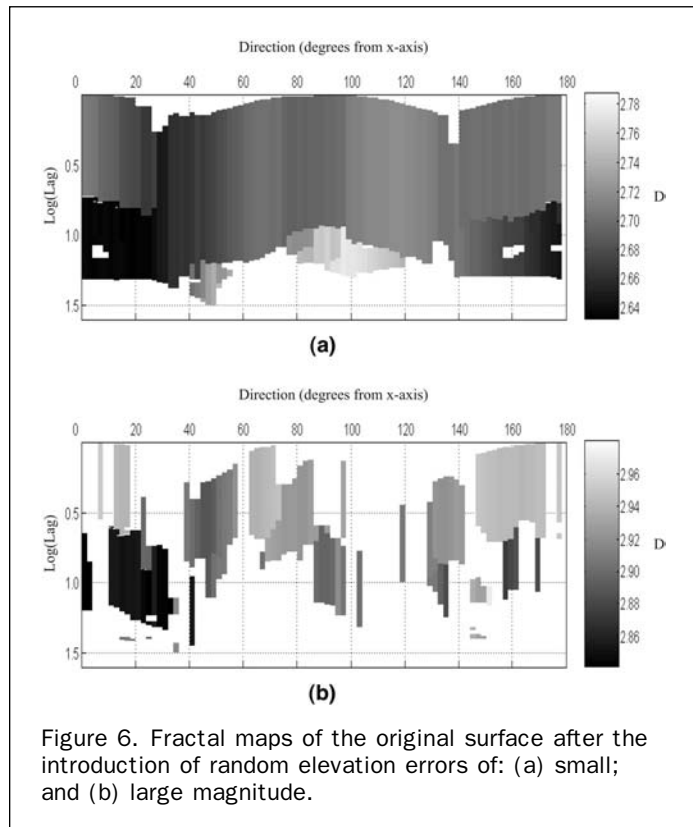 Direction (degrees from x-axis)
0 20 40 60 80 100 120 140 160 180
Log(Lag)
0.5
1.0
1.5
2.78
2.76
2.74
2.72
2.70
2.68
2.66
2.64
D
(a)
Direction (degrees from x-axis)
0 20 40 60 80 100 120 140 160 180
Log(Lag)
0.5
1.0
1.5
2.96
2.94
2.92
2.90
2.88
2.86
D
(b)
Figure 6. Fractal maps of the original surface after the
introduction of random elevation errors of: (a) small;
and (b) large magnitude.